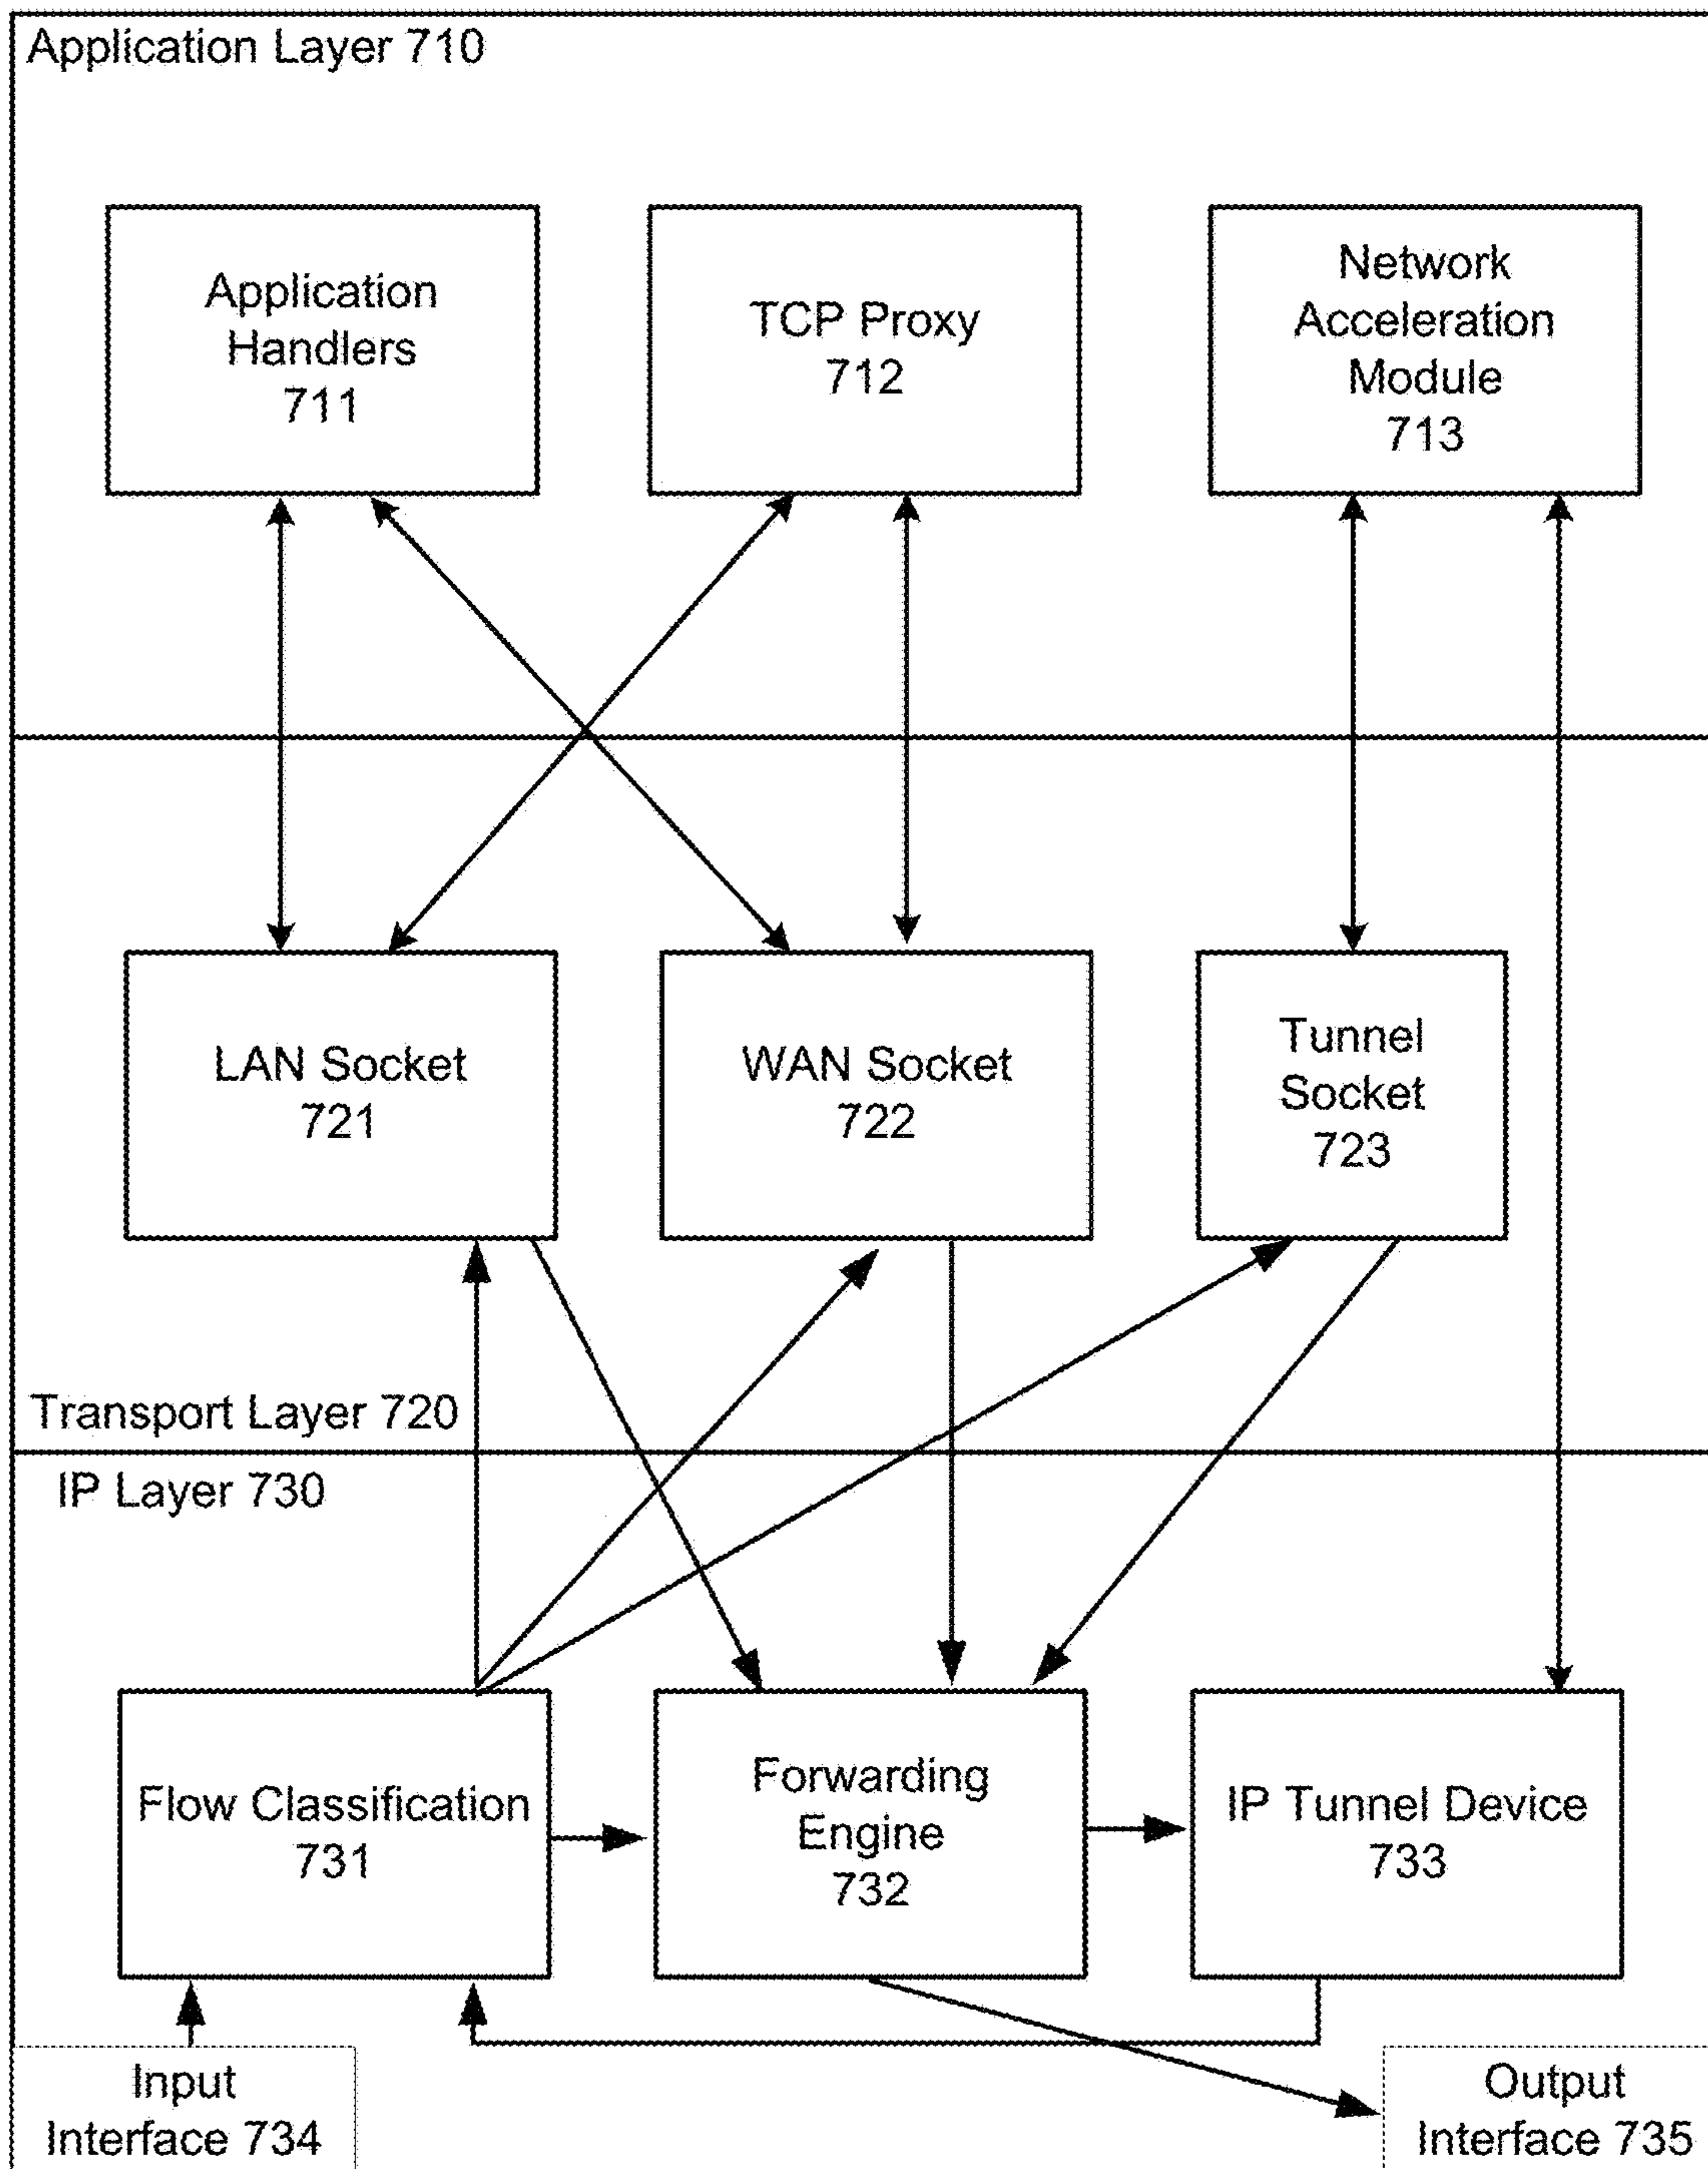 Application Layer 710
Application
Handlers
711
TCP Proxy
712
Network
Acceleration
Module
713
LAN Socket
721
WAN Socket
722
Tunnel
Socket
723
Transport Layer 720
IP Layer 730
Flow Classification
731
Forwarding
Engine
732
IP Tunnel Device
733
Input
Interface 734
Output
Interface 735